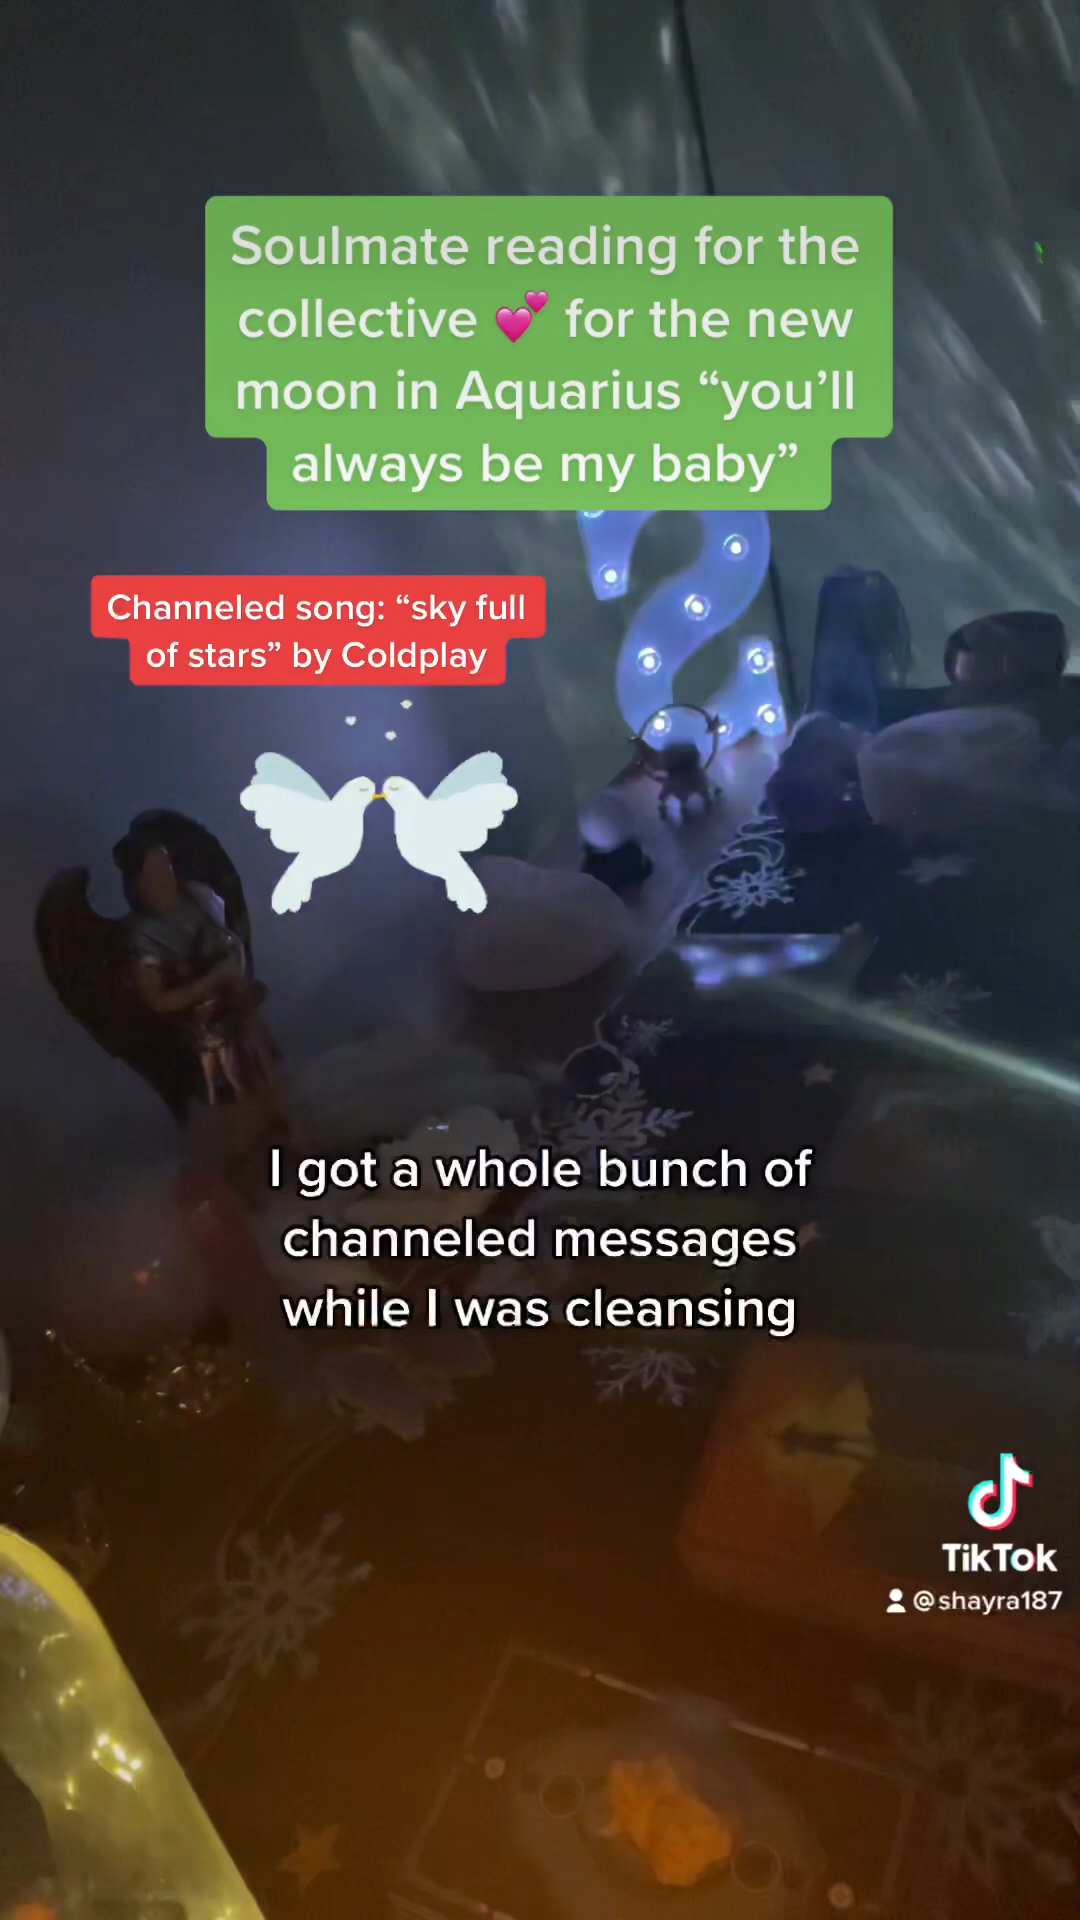 Soulmate reading for the
collective 💕 for the new
moon in Aquarius “you’ll
always be my baby”
Channeled song: “sky full
of stars” by Coldplay
I got a whole bunch of
channeled messages
while I was cleansing
TikTok
@shayra187